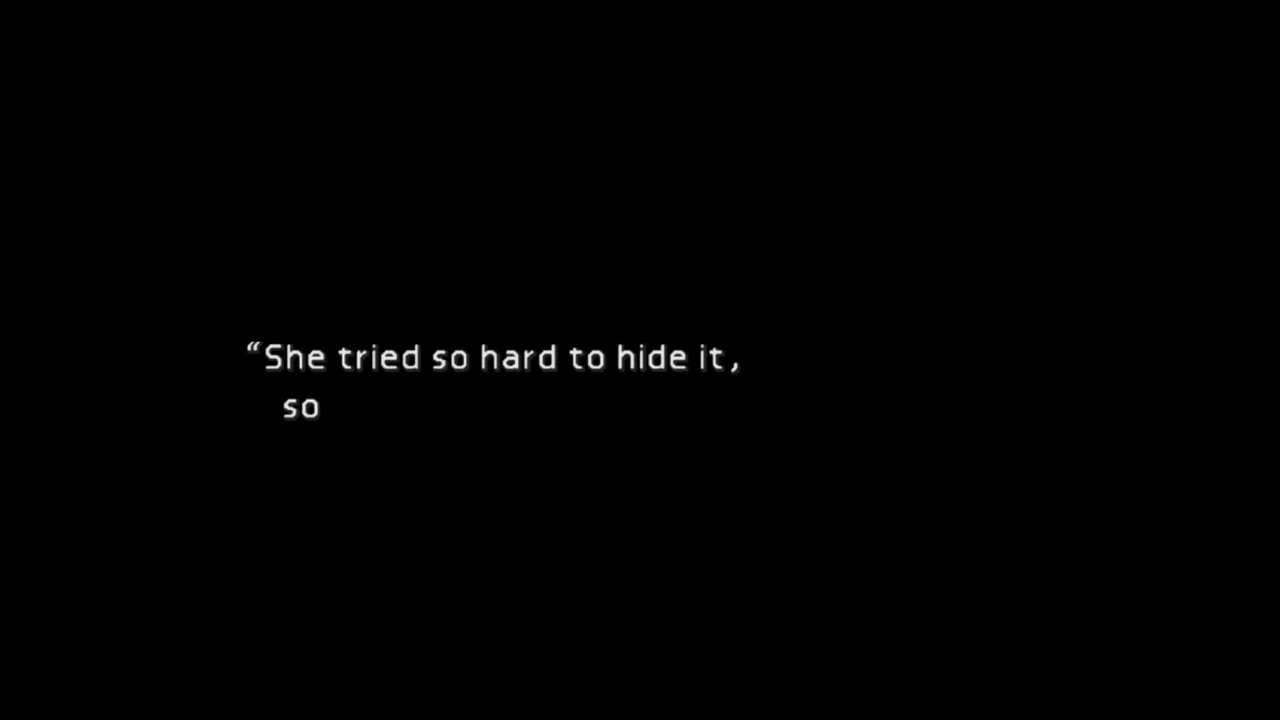 “She tried so hard to hide it,
so